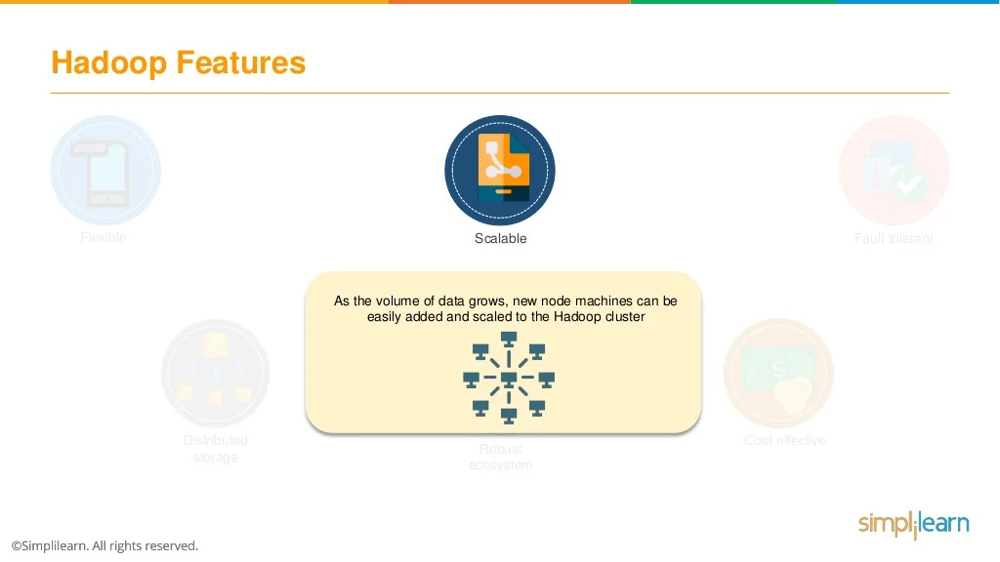 Hadoop Features
Flexible
Scalable
Fault tolerant
As the volume of data grows, new node machines can be
easily added and scaled to the Hadoop cluster
Distributed
storage
Robust
ecosystem
Cost effective
simplilearn
©Simplilearn. All rights reserved.